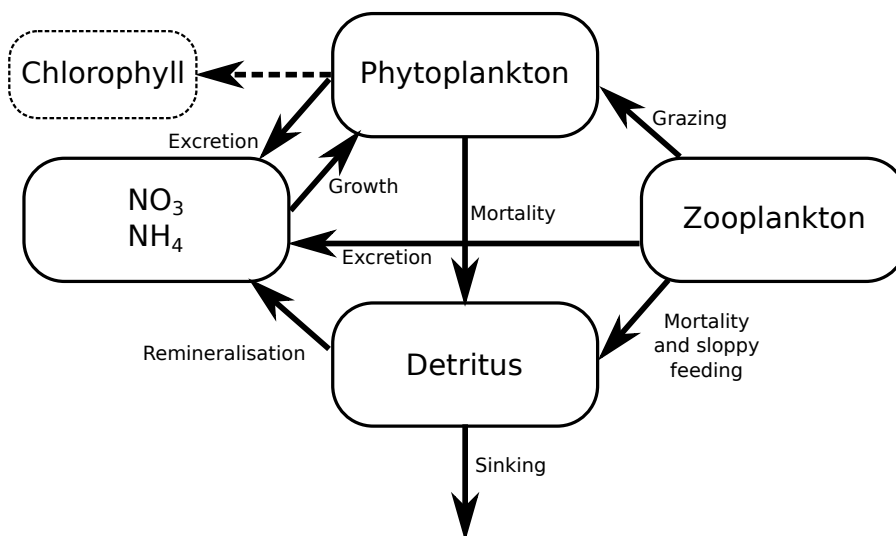 Chlorophyll
Phytoplankton
Grazing
Excretion
Growth
NO₃
NH₄
Mortality
Zooplankton
Excretion
Remineralisation
Detritus
Mortality
and sloppy
feeding
Sinking